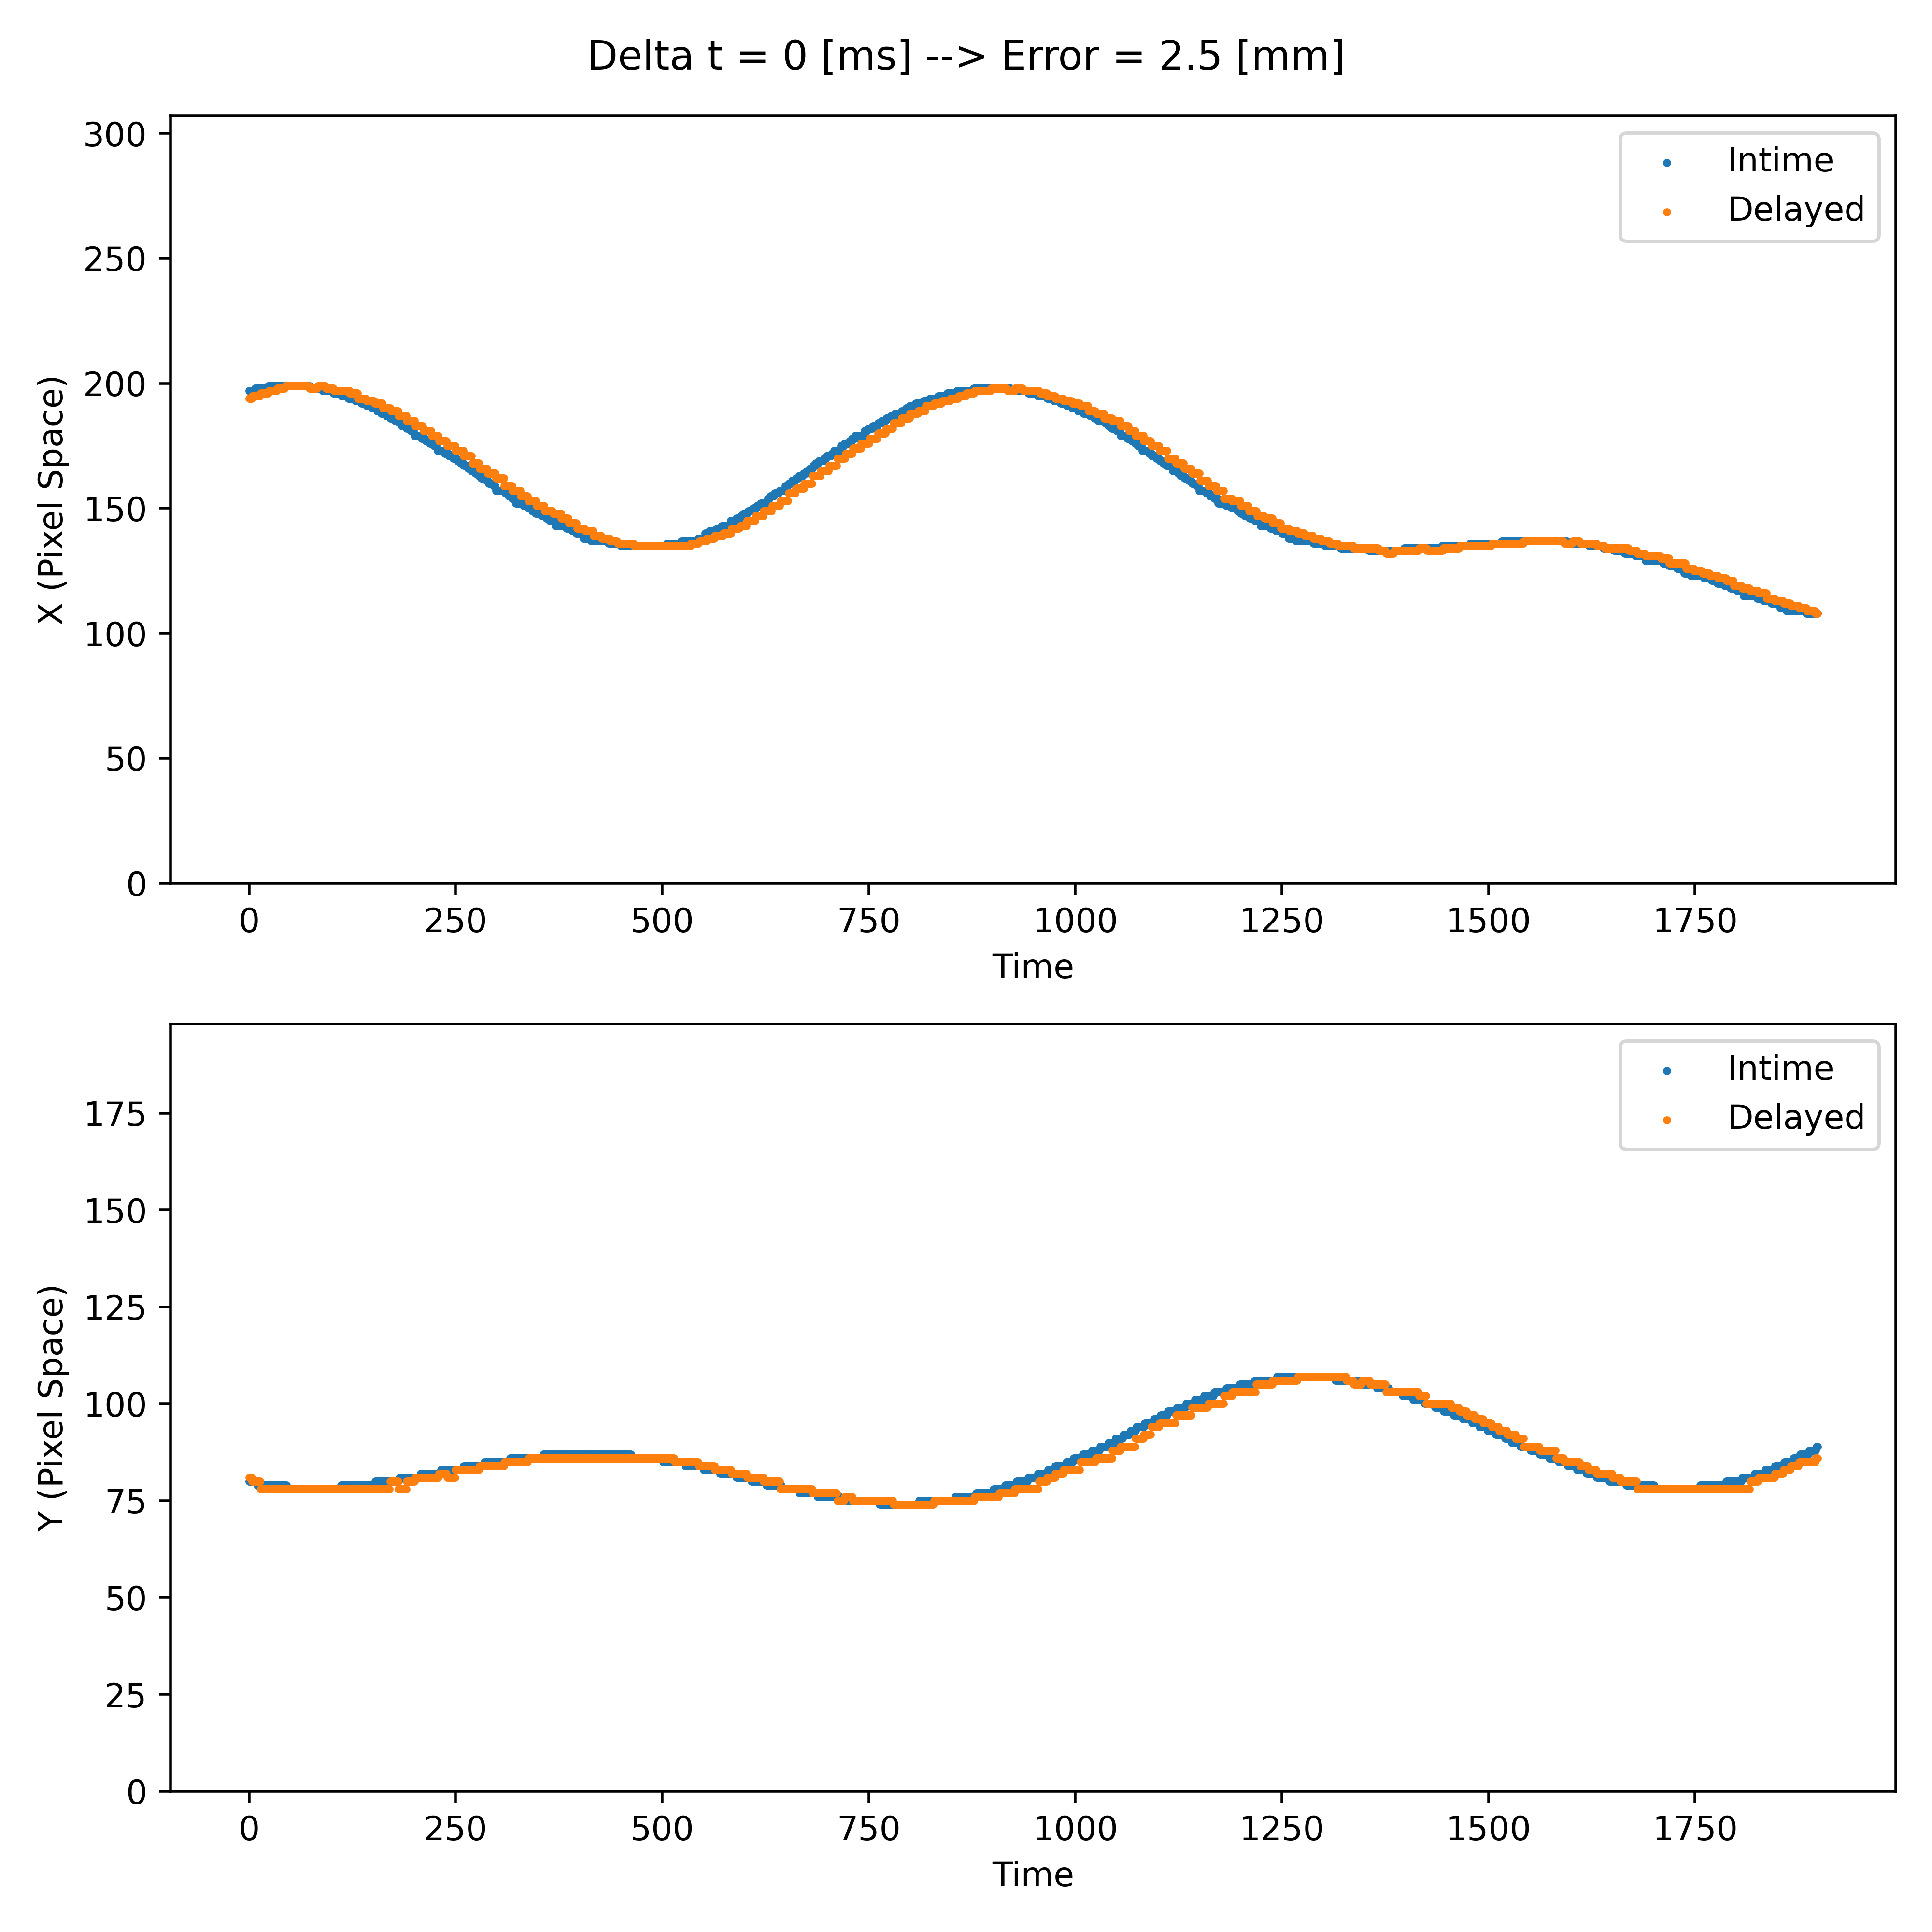 Delta t = 0 [ms] --> Error = 2.5 [mm]
300
250
200
150
100
50
0
X (Pixel Space)
Intime
Delayed
0 250 500 750 1000 1250 1500 1750
Time
175
150
125
100
75
50
25
0
Y (Pixel Space)
Intime
Delayed
0 250 500 750 1000 1250 1500 1750
Time